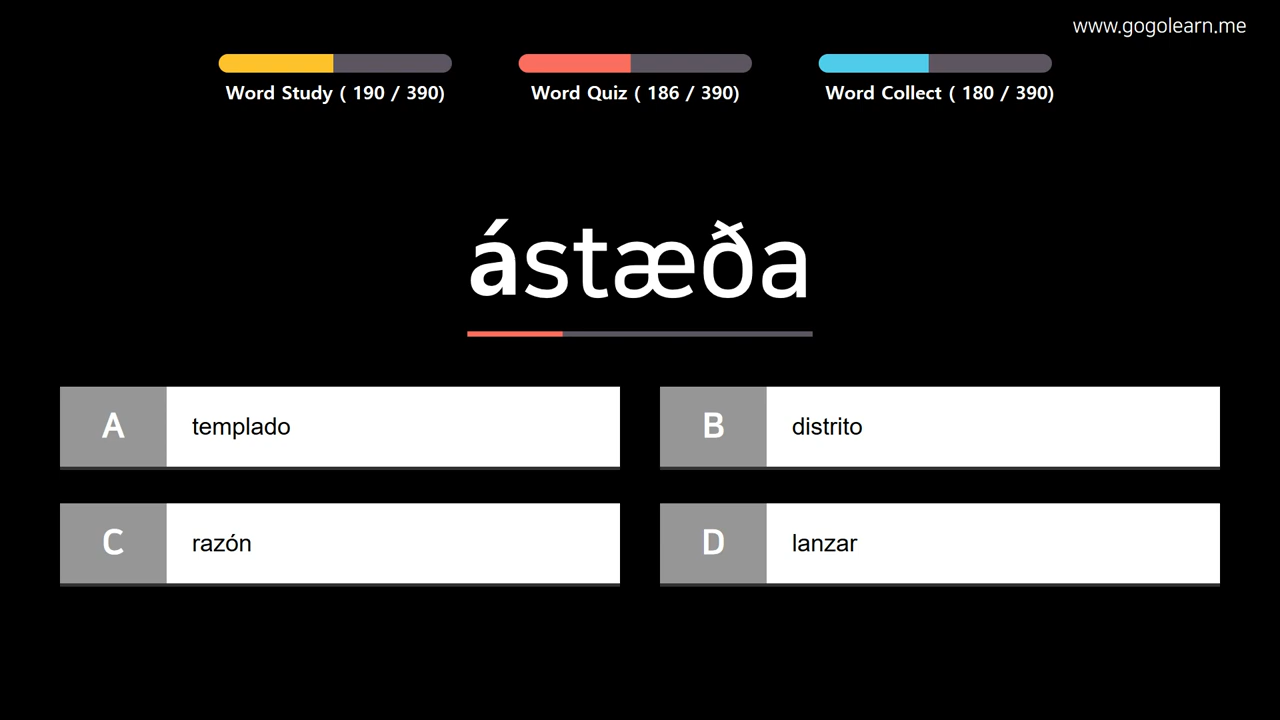 www.gogolearn.me
Word Study ( 190 / 390)
Word Quiz ( 186 / 390)
Word Collect ( 180 / 390)
ástæða
A templado
B distrito
C razón
D lanzar